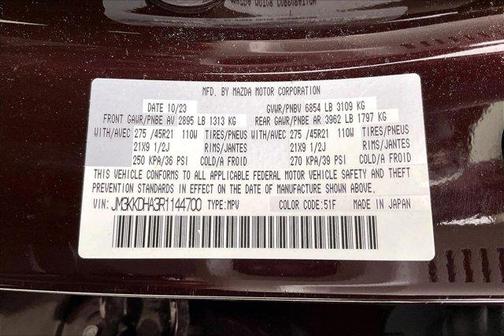 MFD. BY MAZDA MOTOR CORPORATION
DATE 10/23 GVWR/PNBV 6854 LB 3109 KG
FRONT GAWR/PNBE AV 2895 LB 1313 KG REAR GAWR/PNBE AR 3962 LB 1797 KG
WITH/AVEC 275 /45R21 110W TIRES/PNEUS WITH/AVEC 275 /45R21 110W
21X9 1/2J RIMS/JANTES 21X9 1/2J RIMS/JANTES
250 KPA/36 PSI COLD/A FROID 270 KPA/39 PSI COLD/A FROID
THIS VEHICLE CONFORMS TO ALL APPLICABLE FEDERAL MOTOR VEHICLE SAFETY AND THEFT
PREVENTION STANDARDS IN EFFECT ON THE DATE OF MANUFACTURE SHOWN ABOVE.
VIN: JM3KKDHA3R1144700 TYPE:MPV COLOR CODE:51F MADE IN JAPAN